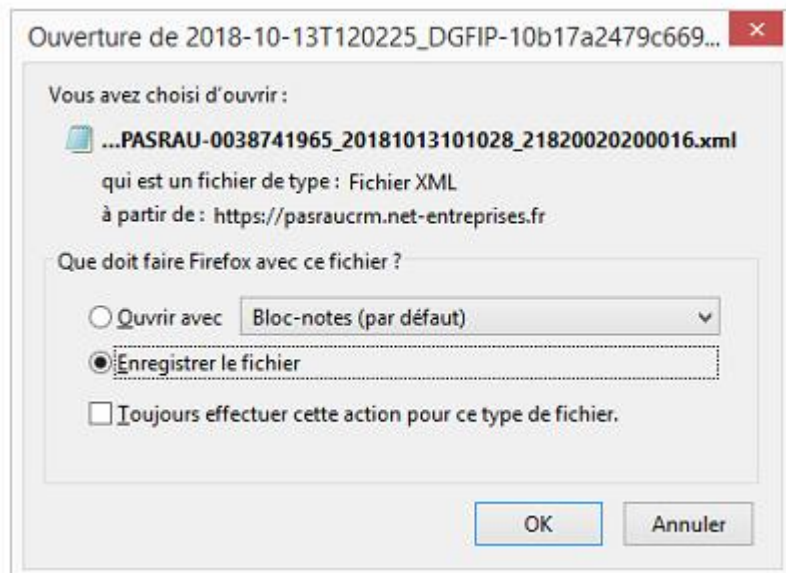 Ouverture de 2018-10-13T120225_DGFIP-10b17a2479c669...
Vous avez choisi d'ouvrir :
...PASRAU-0038741965_20181013101028_21820020200016.xml
qui est un fichier de type : Fichier XML
à partir de : https://pasraucrm.net-entreprises.fr
Que doit faire Firefox avec ce fichier ?
Ouvrir avec Bloc-notes (par défaut)
Enregistrer le fichier
Toujours effectuer cette action pour ce type de fichier.
OK Annuler